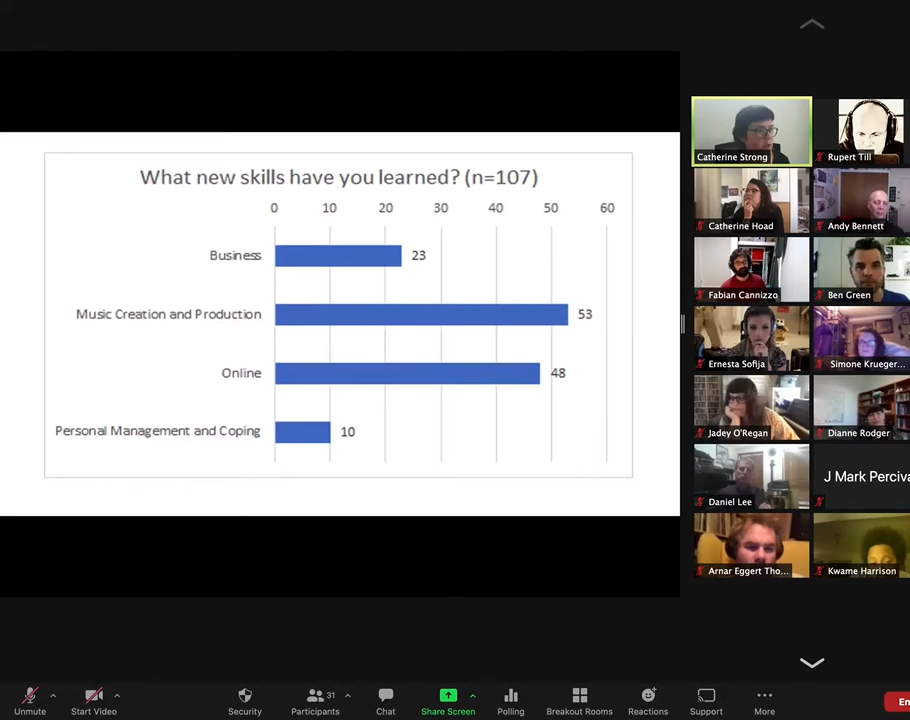 What new skills have you learned? (n=107)
0 10 20 30 40 50 60
Business 23
Music Creation and Production 53
Online 48
Personal Management and Coping 10
Catherine Strong
Rupert Till
Catherine Hoad
Andy Bennett
Fabian Cannizzo
Ben Green
Ernesta Sofija
Simone Krueger...
Jadey O'Regan
Dianne Rodger
Daniel Lee
J Mark Perciva
Arnar Eggert Tho...
Kwame Harrison
Unmute
Start Video
Security
31
Participants
Chat
Share Screen
Polling
Breakout Rooms
Reactions
Support
More
En